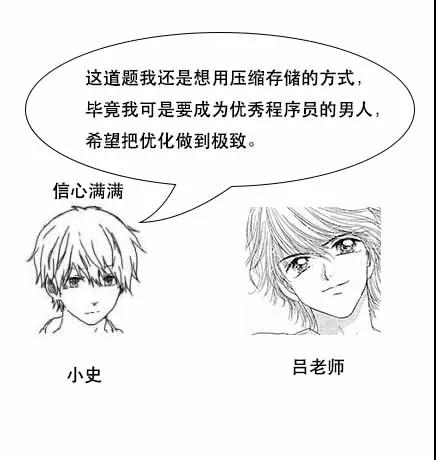 这道题我还是想用压缩存储的方式，
毕竟我可是要成为优秀程序员的男人，
希望把优化做到极致。
信心满满
小史
吕老师